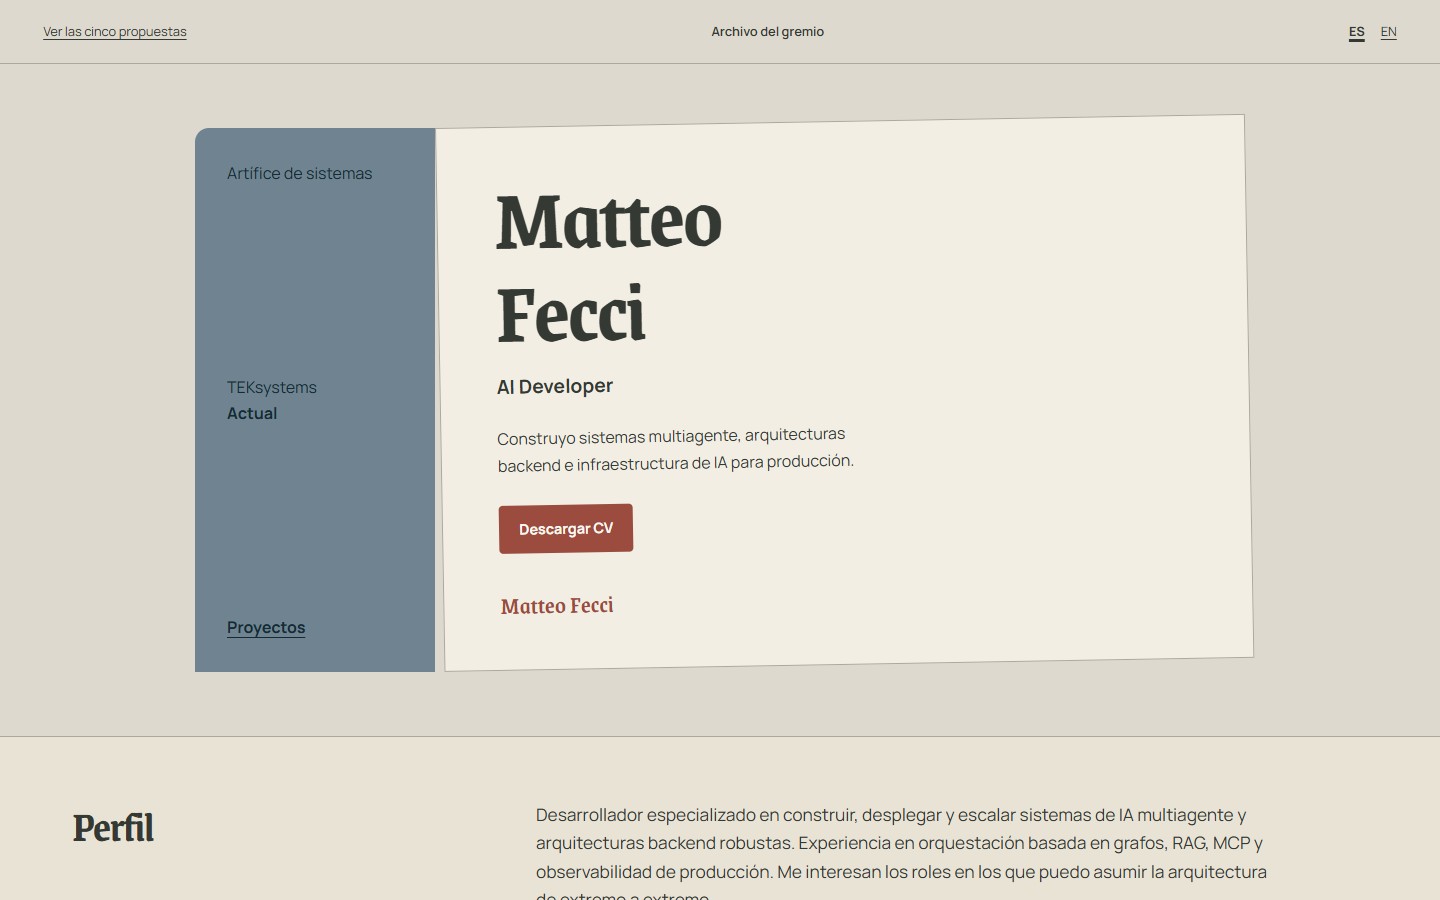 Ver las cinco propuestas
Archivo del gremio
ES
EN
Artífice de sistemas
TEKsystems
Actual
Proyectos
Matteo
Fecci
AI Developer
Construyo sistemas multiagente, arquitecturas
backend e infraestructura de IA para producción.
Descargar CV
Matteo Fecci
Perfil
Desarrollador especializado en construir, desplegar y escalar sistemas de IA multiagente y
arquitecturas backend robustas. Experiencia en orquestación basada en grafos, RAG, MCP y
observabilidad de producción. Me interesan los roles en los que puedo asumir la arquitectura
de extremo a extremo.